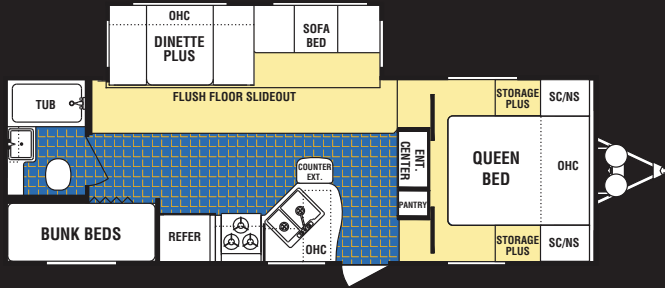 OHC
DINETTE
PLUS
SOFA
BED
FLUSH FLOOR SLIDEOUT
TUB
STORAGE
PLUS
SC/NS
ENT.
CENTER
QUEEN
BED
OHC
COUNTER
EXT.
PANTRY
BUNK BEDS
REFER
OHC
STORAGE
PLUS
SC/NS